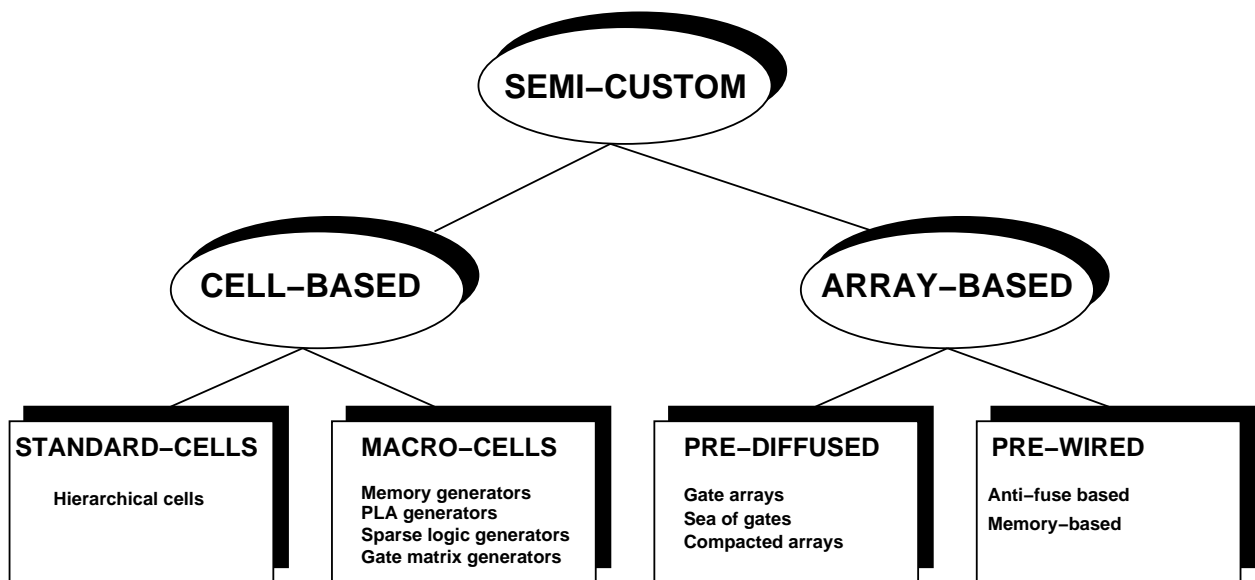 SEMI–CUSTOM
CELL–BASED
ARRAY–BASED
STANDARD–CELLS
Hierarchical cells
MACRO–CELLS
Memory generators
PLA generators
Sparse logic generators
Gate matrix generators
PRE–DIFFUSED
Gate arrays
Sea of gates
Compacted arrays
PRE–WIRED
Anti–fuse based
Memory–based